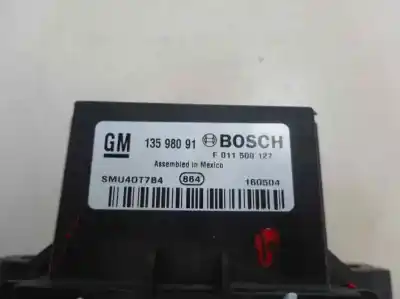 GM 135 980 91 BOSCH
F 011 500 127
Assembled in Mexico
SMU407784 864 160504